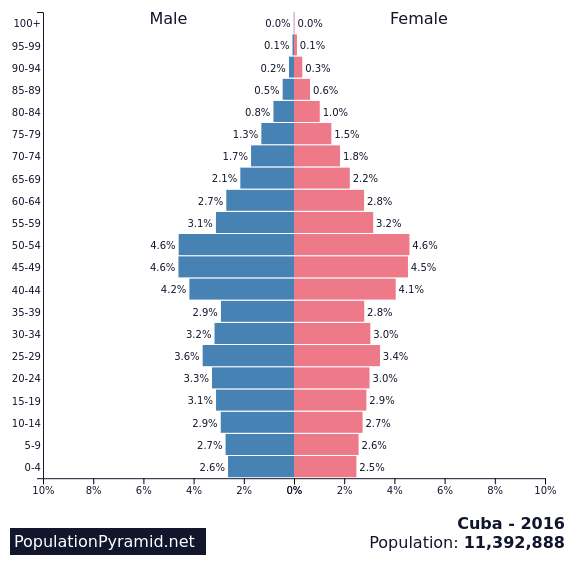 Male Female
100+ 0.0% 0.0%
95-99 0.1% 0.1%
90-94 0.2% 0.3%
85-89 0.5% 0.6%
80-84 0.8% 1.0%
75-79 1.3% 1.5%
70-74 1.7% 1.8%
65-69 2.1% 2.2%
60-64 2.7% 2.8%
55-59 3.1% 3.2%
50-54 4.6% 4.6%
45-49 4.6% 4.5%
40-44 4.2% 4.1%
35-39 2.9% 2.8%
30-34 3.2% 3.0%
25-29 3.6% 3.4%
20-24 3.3% 3.0%
15-19 3.1% 2.9%
10-14 2.9% 2.7%
5-9 2.7% 2.6%
0-4 2.6% 2.5%
10% 8% 6% 4% 2% 0% 2% 4% 6% 8% 10%
Cuba - 2016
PopulationPyramid.net Population: 11,392,888